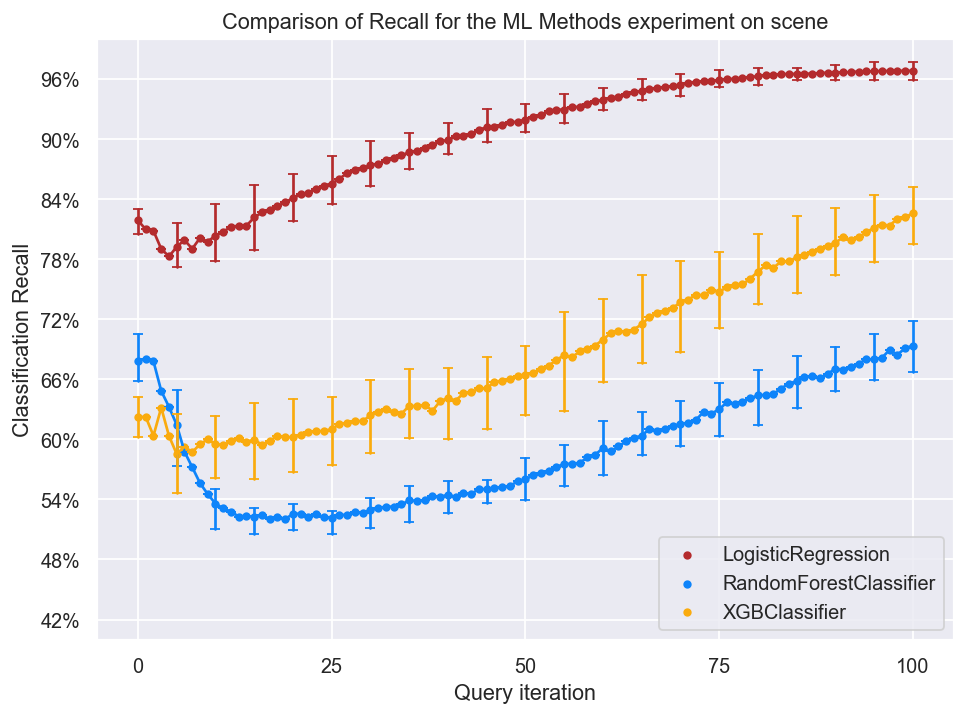 Comparison of Recall for the ML Methods experiment on scene
Classification Recall
96%
90%
84%
78%
72%
66%
60%
54%
48%
42%
LogisticRegression
RandomForestClassifier
XGBClassifier
0 25 50 75 100
Query iteration